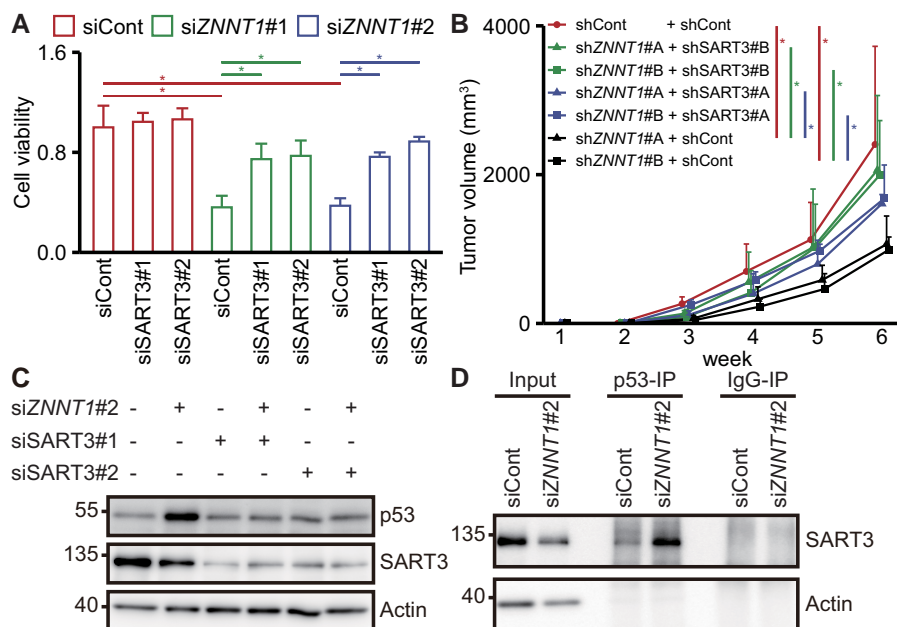 A
siCont siZNNT1#1 siZNNT1#2
Cell viability
1.6
0.8
0.0
* * * * * *
siCont
siSART3#1
siSART3#2
siCont
siSART3#1
siSART3#2
siCont
siSART3#1
siSART3#2
B
Tumor volume (mm3)
4000
2000
0
shCont + shCont
shZNNT1#A + shSART3#B
shZNNT1#B + shSART3#B
shZNNT1#A + shSART3#A
shZNNT1#B + shSART3#A
shZNNT1#A + shCont
shZNNT1#B + shCont
* * * * * *
1 2 3 4 5 6
week
C
siZNNT1#2 - + - + - +
siSART3#1 - - + + - -
siSART3#2 - - - - + +
55 p53
135 SART3
40 Actin
D
Input p53-IP IgG-IP
siCont
siZNNT1#2
siCont
siZNNT1#2
siCont
siZNNT1#2
135 SART3
40 Actin